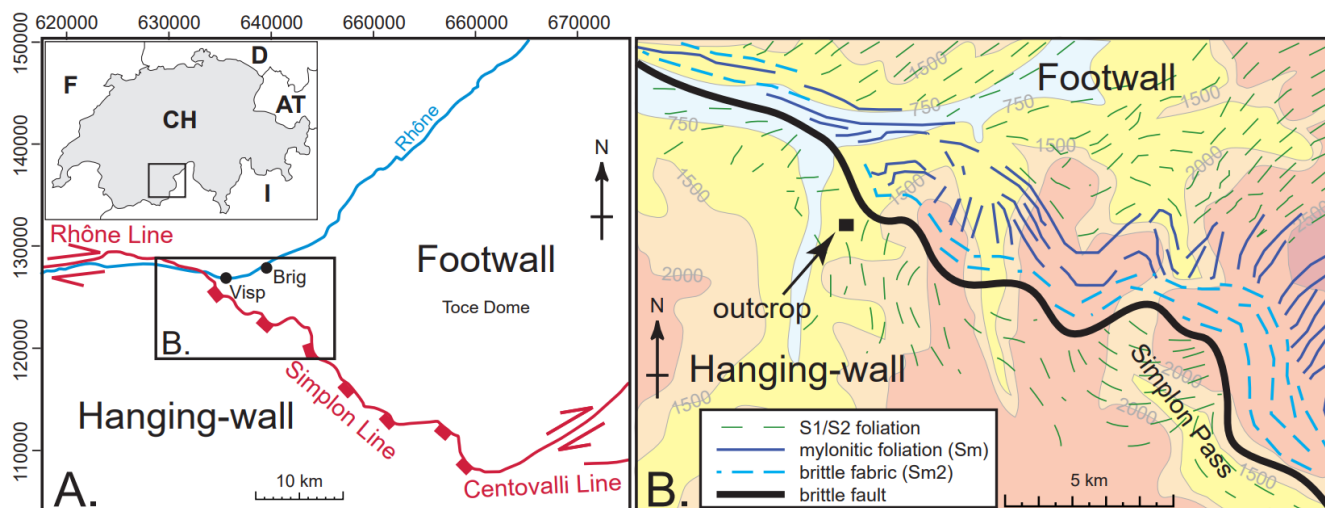 620000 630000 640000 660000 660000 670000
150000
140000
130000
120000
110000
F
D
AT
CH
I
Rhône
N
Rhône Line
Footwall
Brig
Visp
Toce Dome
B.
Simplon Line
Hanging-wall
10 km
Centovalli Line
A.
1500
Footwall
750
750
1500
750
2000
1500
1500
1500
2500
2000
outcrop
N
Hanging-wall
1500
Simplon Pass
2000
2000
1500
S1/S2 foliation
mylonitic foliation (Sm)
brittle fabric (Sm2)
brittle fault
5 km
B.